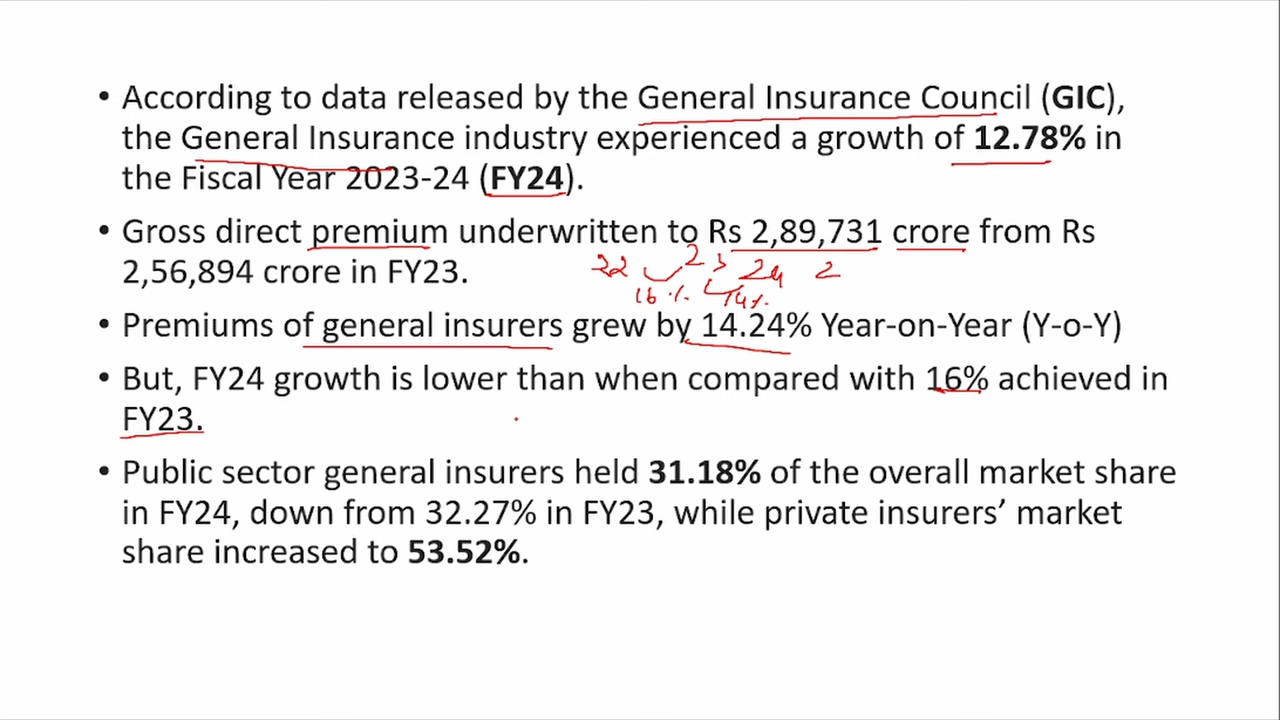 • According to data released by the General Insurance Council (GIC),
the General Insurance industry experienced a growth of 12.78% in
the Fiscal Year 2023-24 (FY24).
• Gross direct premium underwritten to Rs 2,89,731 crore from Rs
2,56,894 crore in FY23.
22 23 24 2
16% 14%
• Premiums of general insurers grew by 14.24% Year-on-Year (Y-o-Y)
• But, FY24 growth is lower than when compared with 16% achieved in
FY23.
• Public sector general insurers held 31.18% of the overall market share
in FY24, down from 32.27% in FY23, while private insurers’ market
share increased to 53.52%.